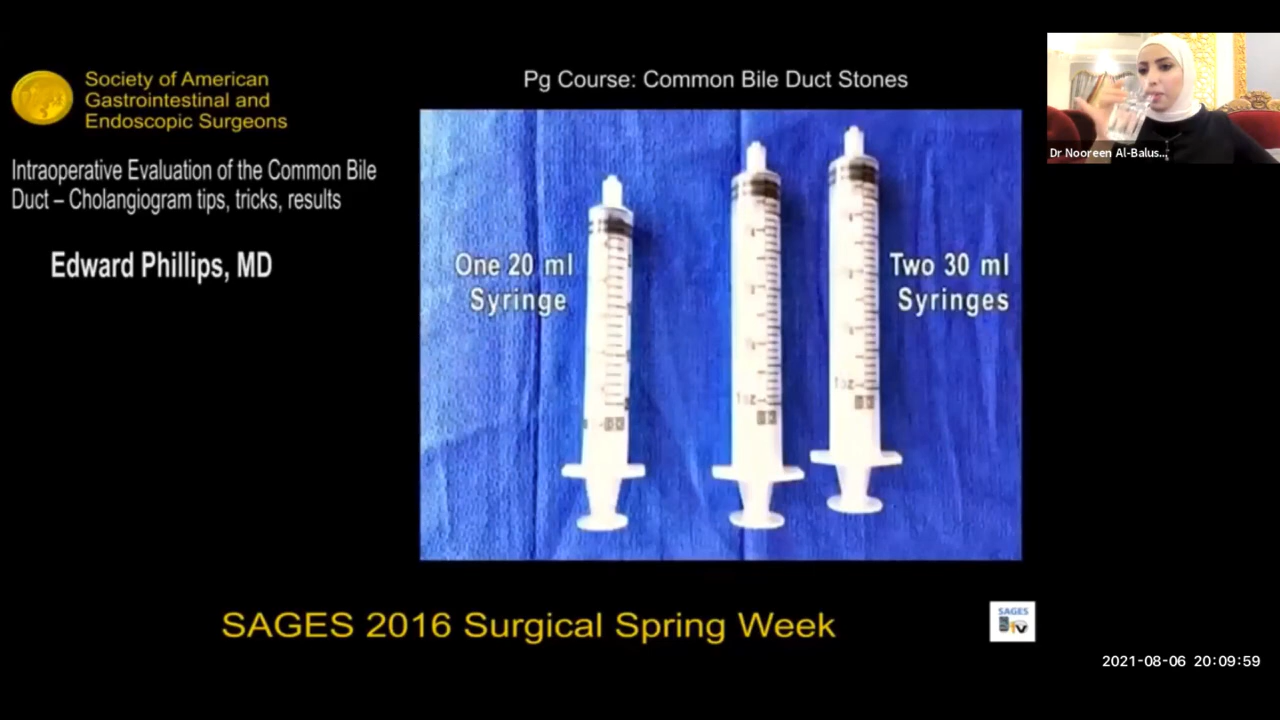 Society of American
Gastrointestinal and
Endoscopic Surgeons
Intraoperative Evaluation of the Common Bile
Duct – Cholangiogram tips, tricks, results
Edward Phillips, MD
Pg Course: Common Bile Duct Stones
One 20 ml
Syringe
Two 30 ml
Syringes
Dr Nooreen Al-Balus...
SAGES 2016 Surgical Spring Week
SAGES
TV
2021-08-06 20:09:59